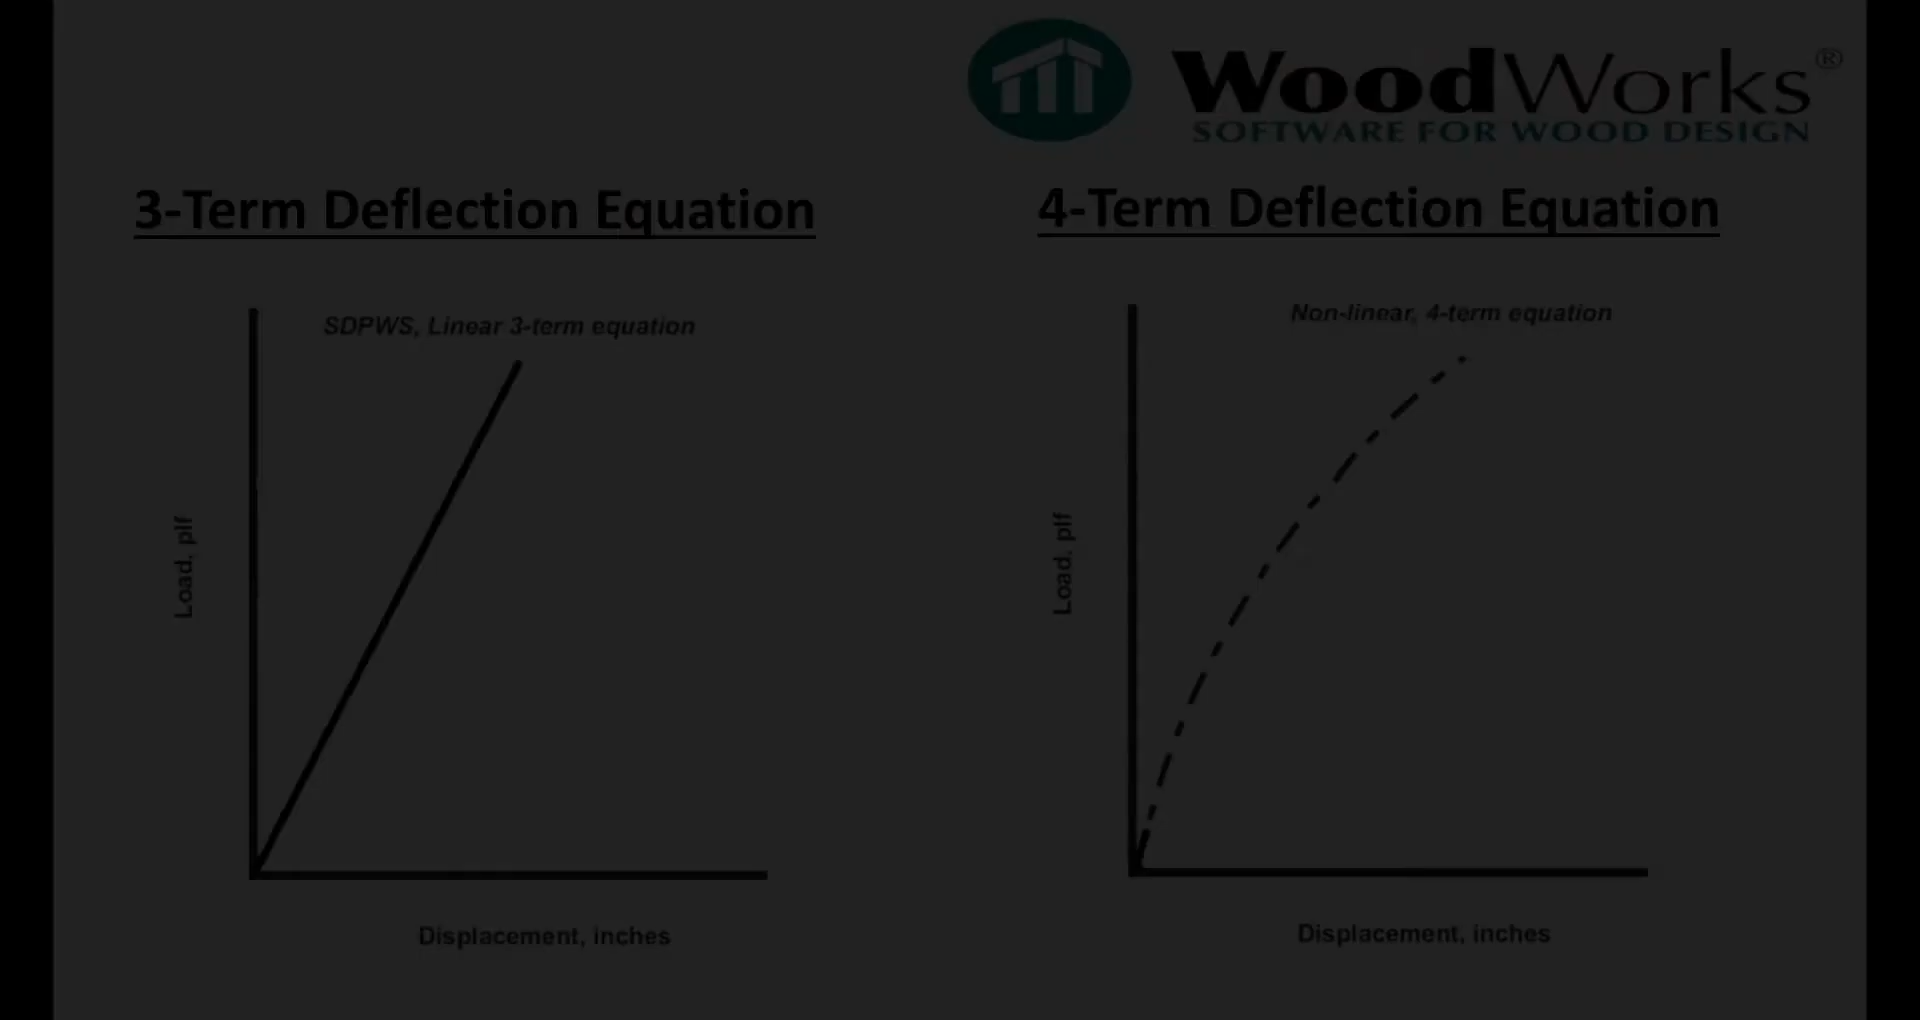 WoodWorks®
SOFTWARE FOR WOOD DESIGN
3-Term Deflection Equation
4-Term Deflection Equation
SDPWS, Linear 3-term equation
Non-linear, 4-term equation
Load, plf
Load, plf
Displacement, inches
Displacement, inches